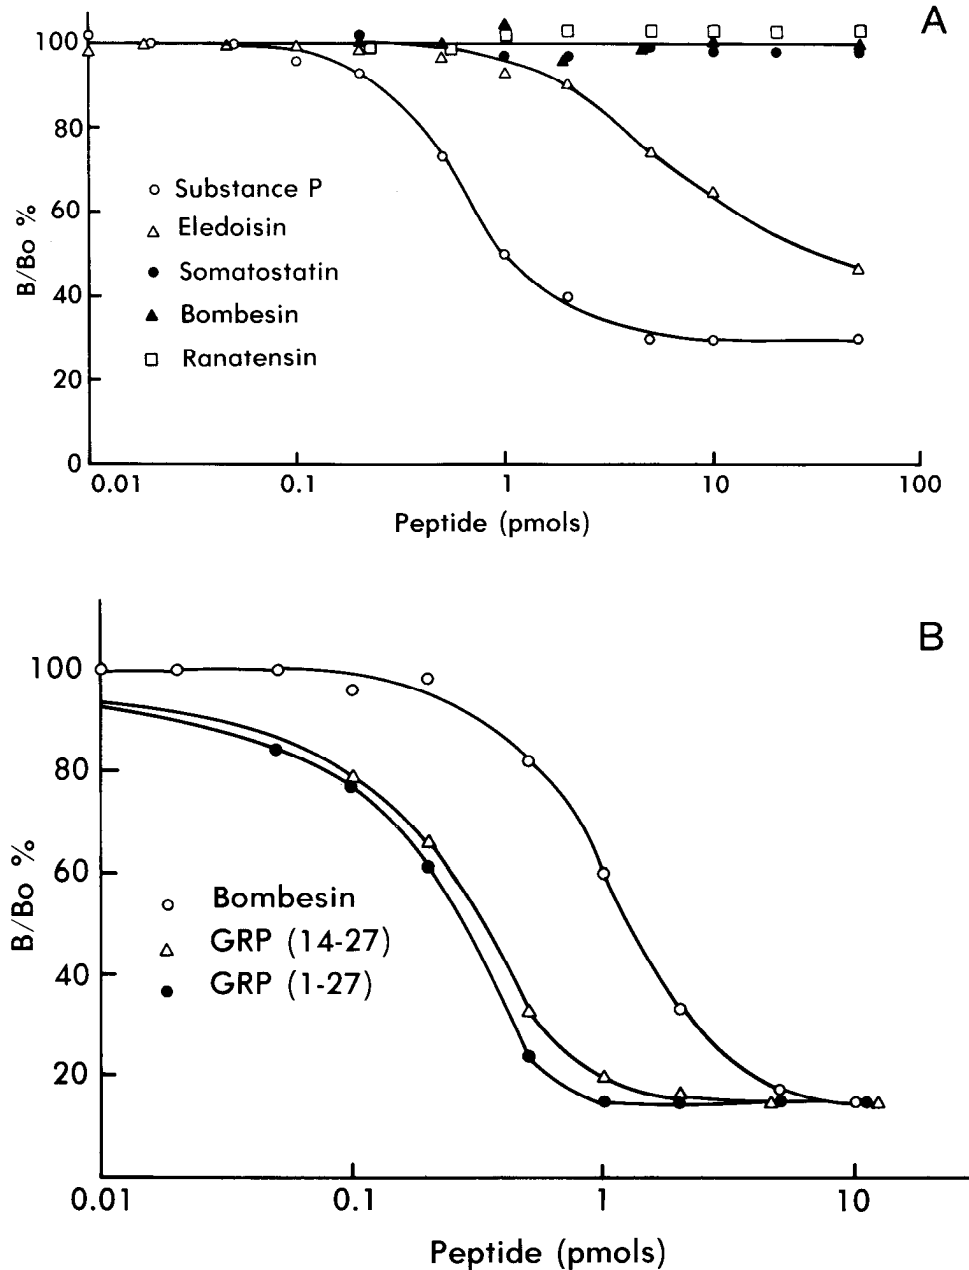 A
100
80
60
40
20
0
B/Bo %
Substance P
Eledoisin
Somatostatin
Bombesin
Ranatensin
0.01 0.1 1 10 100
Peptide (pmols)
B
100
80
60
40
20
B/Bo %
Bombesin
GRP (14-27)
GRP (1-27)
0.01 0.1 1 10
Peptide (pmols)